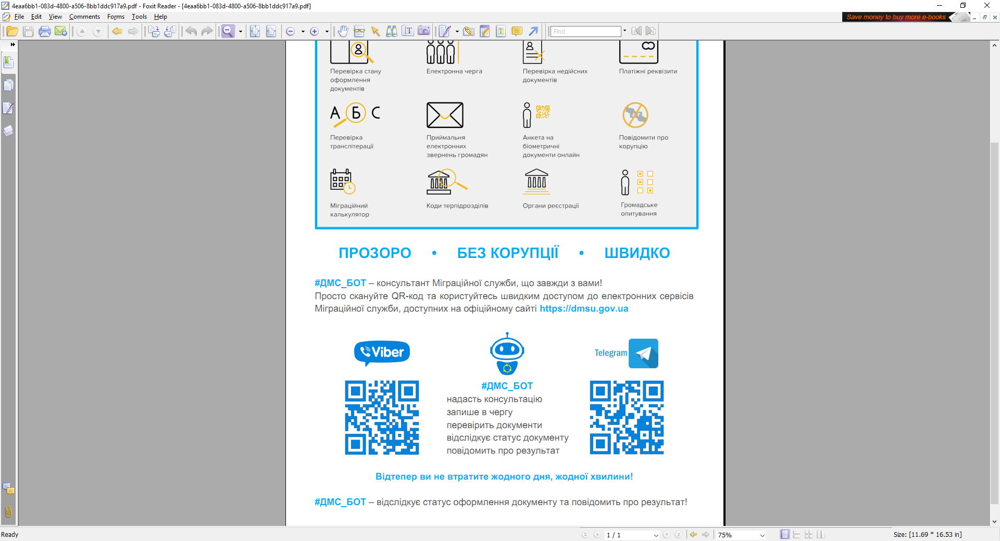 4eaa6bb1-083d-4800-a506-8bb1ddc917a9.pdf - Foxit Reader - [4eaa6bb1-083d-4800-a506-8bb1ddc917a9.pdf]
File Edit View Comments Forms Tools Help
Save money to buy more e-books
Find
Перевірка стану
оформлення
документів
Електронна черга
Перевірка недійсних
документів
Платіжні реквізити
А Б С
Перевірка
транслітерації
Приймальня
електронних
звернень громадян
Анкета на
біометричні
документи онлайн
Повідомити про
корупцію
Міграційний
калькулятор
Коди терпідрозділів
Органи реєстрації
Громадське
опитування
ПРОЗОРО • БЕЗ КОРУПЦІЇ • ШВИДКО
#ДМС_БОТ – консультант Міграційної служби, що завжди з вами!
Просто скануйте QR-код та користуйтесь швидким доступом до електронних сервісів
Міграційної служби, доступних на офіційному сайті https://dmsu.gov.ua
Viber
Telegram
#ДМС_БОТ
надасть консультацію
запише в чергу
перевірить документи
відслідкує статус документу
повідомить про результат
Відтепер ви не втратите жодного дня, жодної хвилини!
#ДМС_БОТ – відслідкує статус оформлення документу та повідомить про результат!
Ready
1 / 1
75%
Size: [11.69 * 16.53 in]